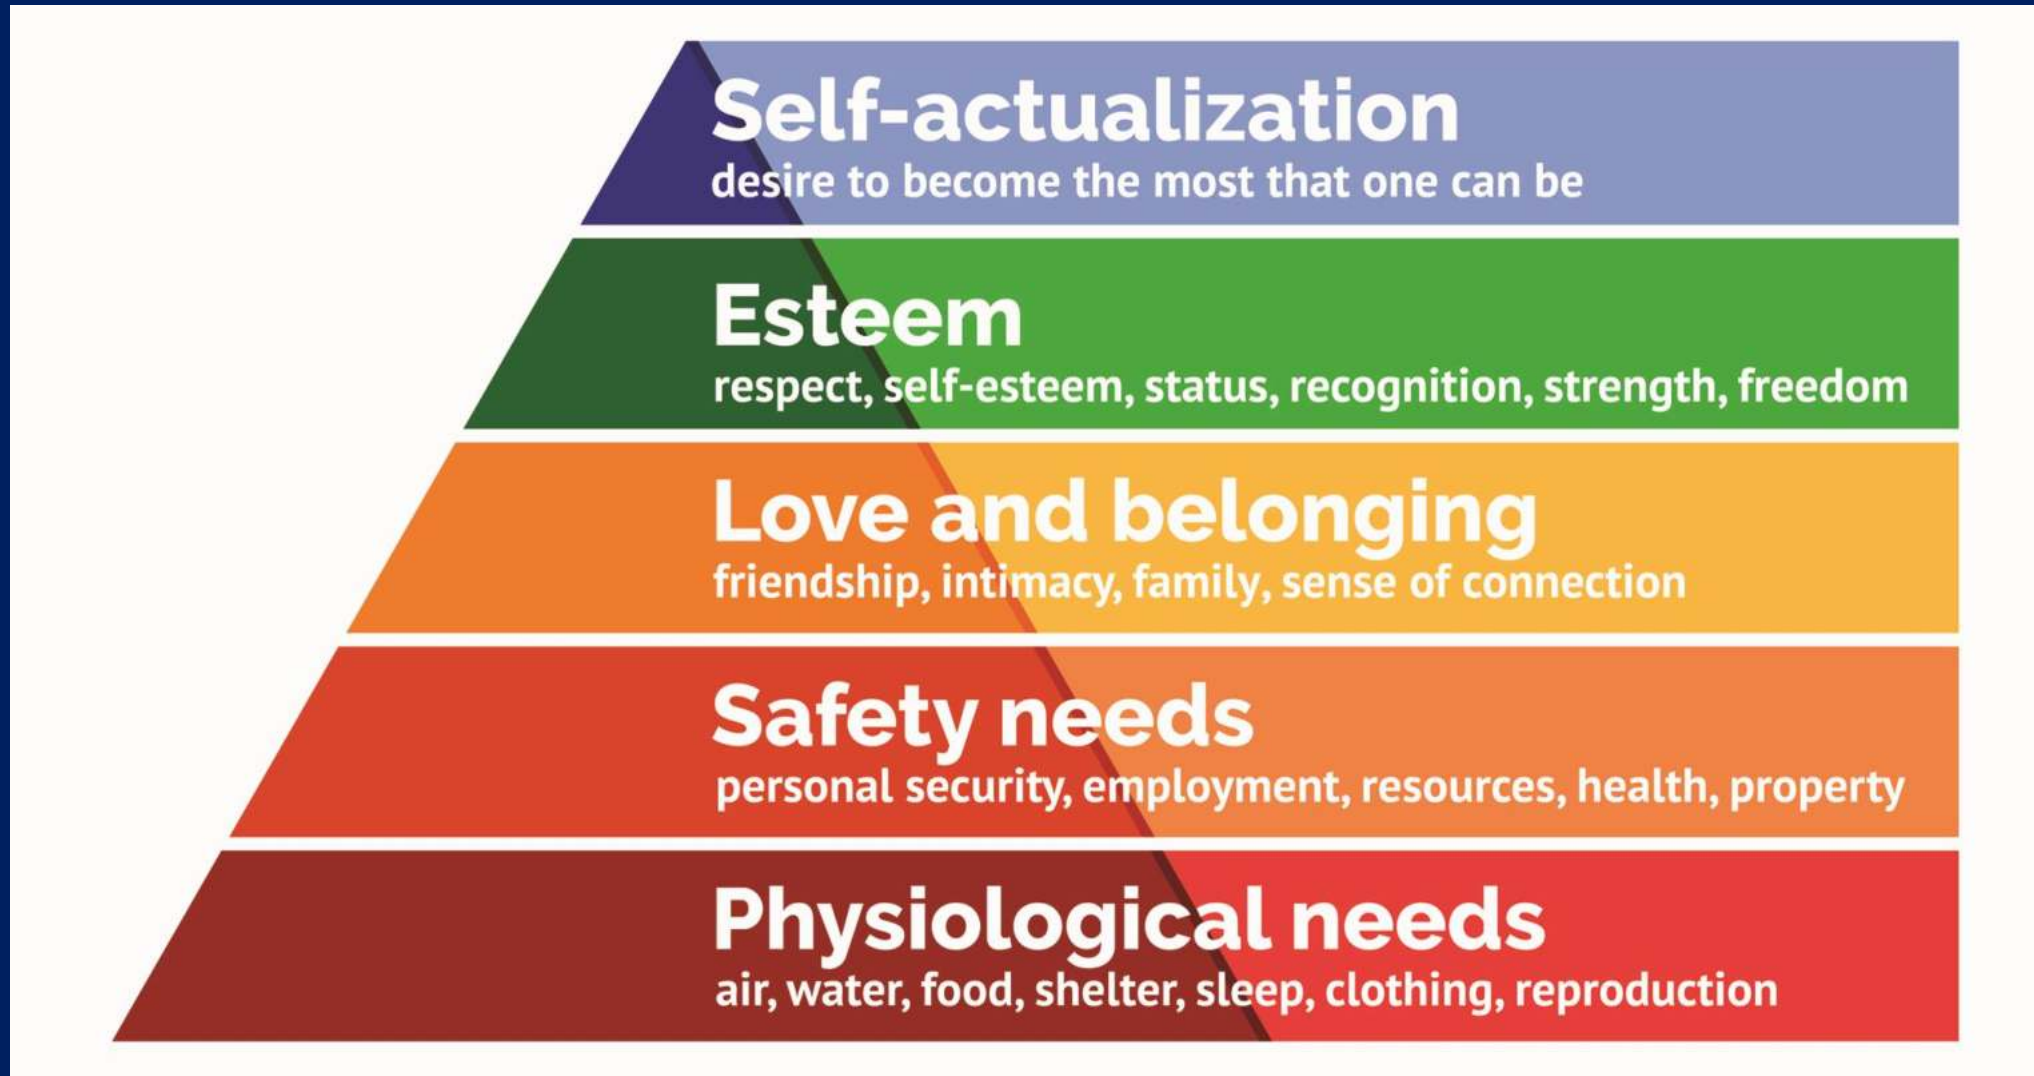 Self-actualization
desire to become the most that one can be
Esteem
respect, self-esteem, status, recognition, strength, freedom
Love and belonging
friendship, intimacy, family, sense of connection
Safety needs
personal security, employment, resources, health, property
Physiological needs
air, water, food, shelter, sleep, clothing, reproduction